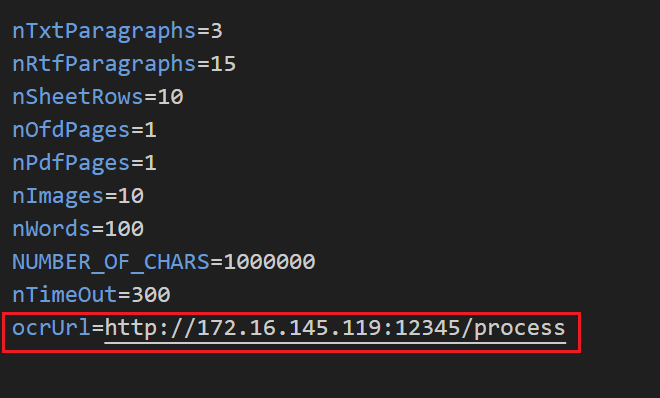 nTxtParagraphs=3
nRtfParagraphs=15
nSheetRows=10
nOfdPages=1
nPdfPages=1
nImages=10
nWords=100
NUMBER_OF_CHARS=1000000
nTimeOut=300
ocrUrl=http://172.16.145.119:12345/process